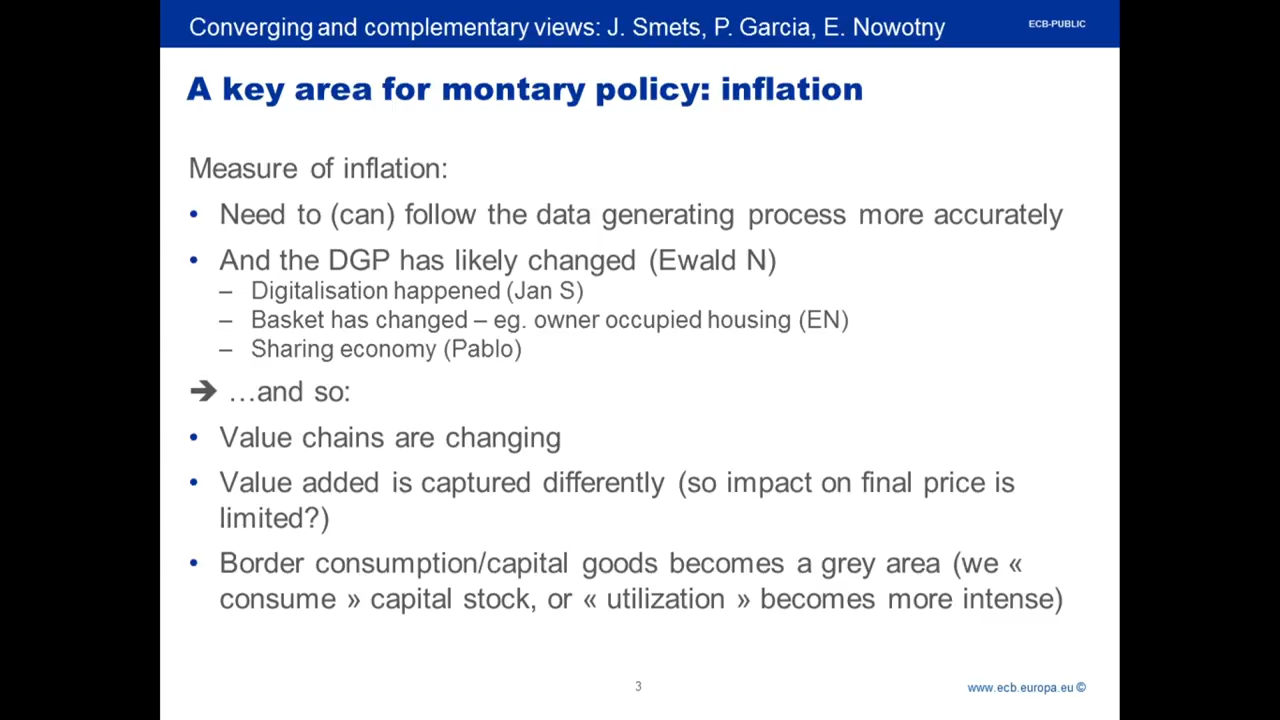 Converging and complementary views: J. Smets, P. Garcia, E. Nowotny
ECB-PUBLIC
A key area for montary policy: inflation
Measure of inflation:
• Need to (can) follow the data generating process more accurately
• And the DGP has likely changed (Ewald N)
– Digitalisation happened (Jan S)
– Basket has changed – eg. owner occupied housing (EN)
– Sharing economy (Pablo)
➔ …and so:
• Value chains are changing
• Value added is captured differently (so impact on final price is
limited?)
• Border consumption/capital goods becomes a grey area (we «
consume » capital stock, or « utilization » becomes more intense)
3
www.ecb.europa.eu ©